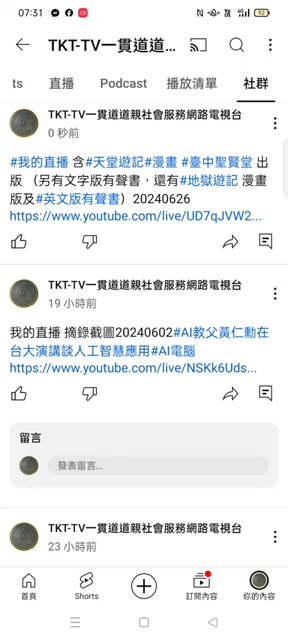 07:31
92
TKT-TV一貫道道...
ts 直播 Podcast 播放清單 社群
TKT-TV一貫道道親社會服務網路電視台
0 秒前
#我的直播 含#天堂遊記#漫畫 #臺中聖賢堂 出
版 （另有文字版有聲書，還有#地獄遊記 漫畫
版及#英文版有聲書）20240626
https://www.youtube.com/live/UD7qJVW2...
TKT-TV一貫道道親社會服務網路電視台
19 小時前
我的直播 摘錄截圖20240602#AI教父黃仁勳在
台大演講談人工智慧應用#AI電腦
https://www.youtube.com/live/NSKk6Uds...
留言
發表留言...
TKT-TV一貫道道親社會服務網路電視台
23 小時前
首頁 Shorts 訂閱內容 你的內容